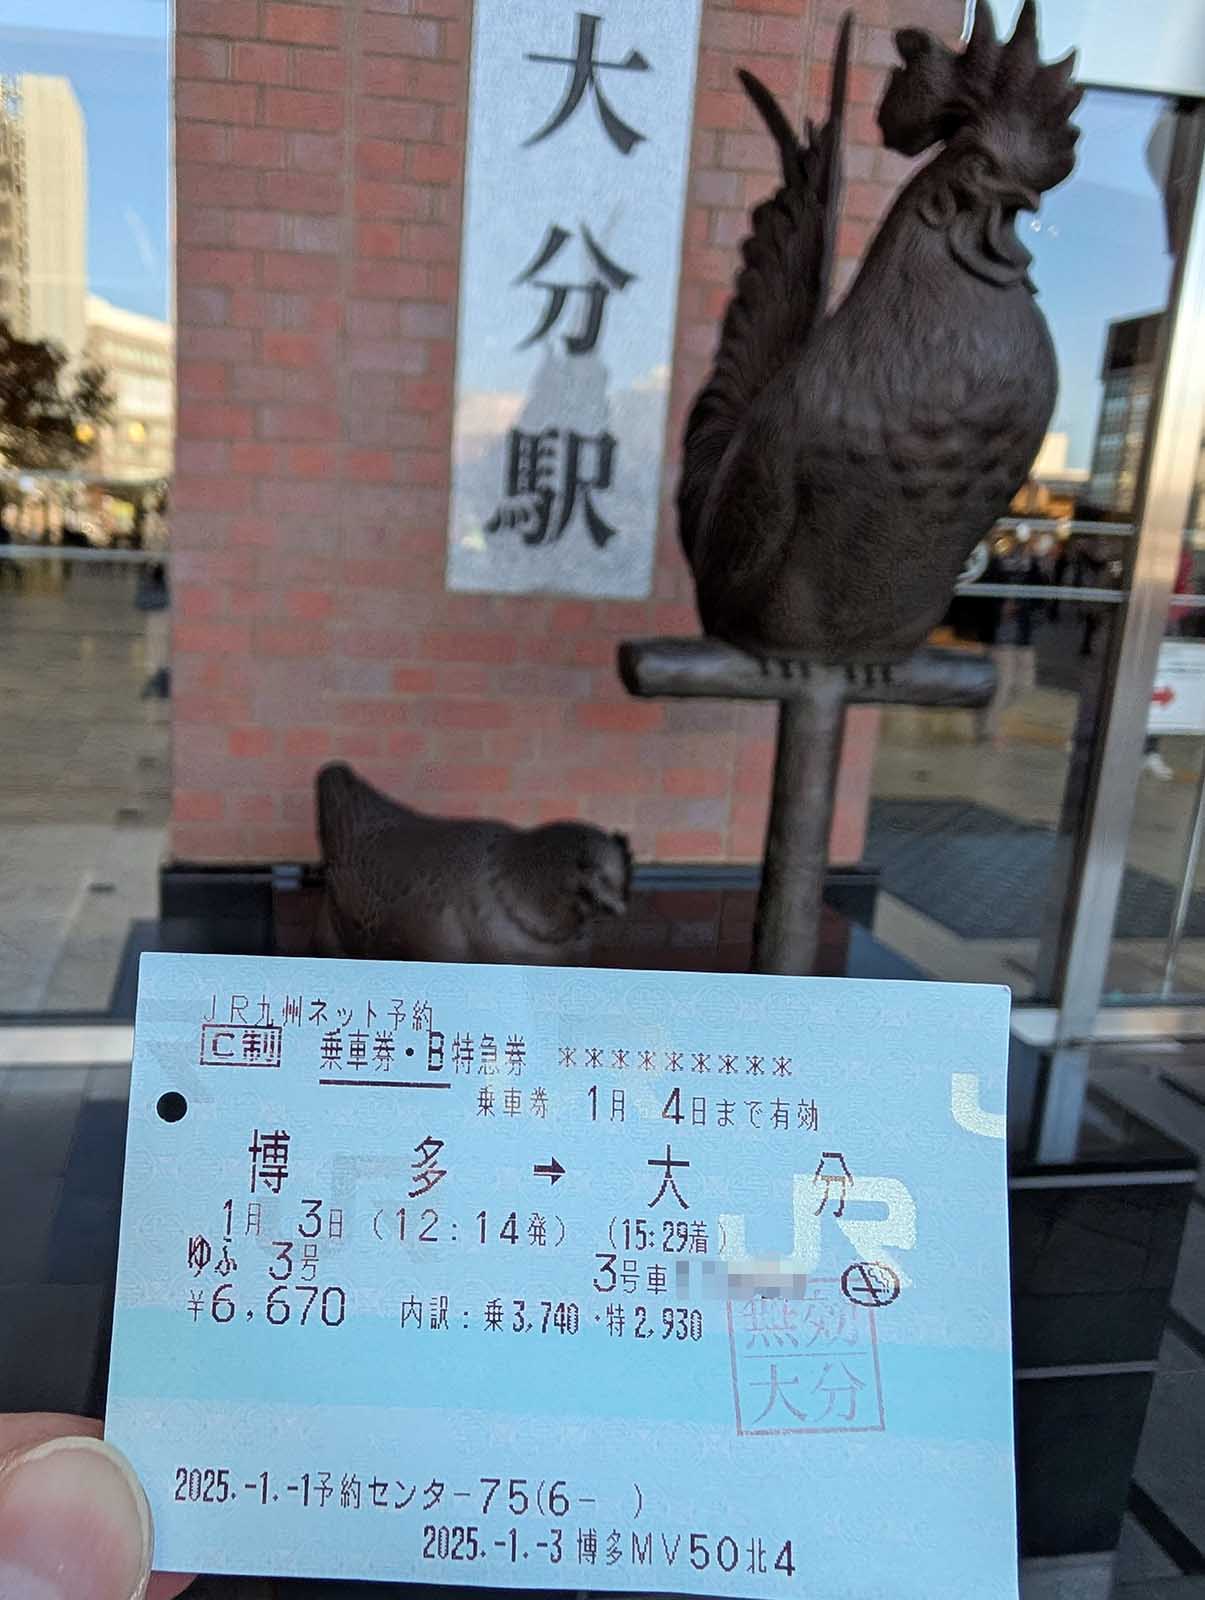 大分駅
JR九州ネット予約
C制 乗車券・B特急券 *********
乗車券 1月 4日まで有効
博多 → 大分
1月 3日 (12:14発) (15:29着)
ゆふ 3号 3号車
¥6,670 内訳:乗3,740・特2,930
JR
無効
大分
2025.-1.-1予約センター-75(6- )
2025.-1.-3 博多MV50北4